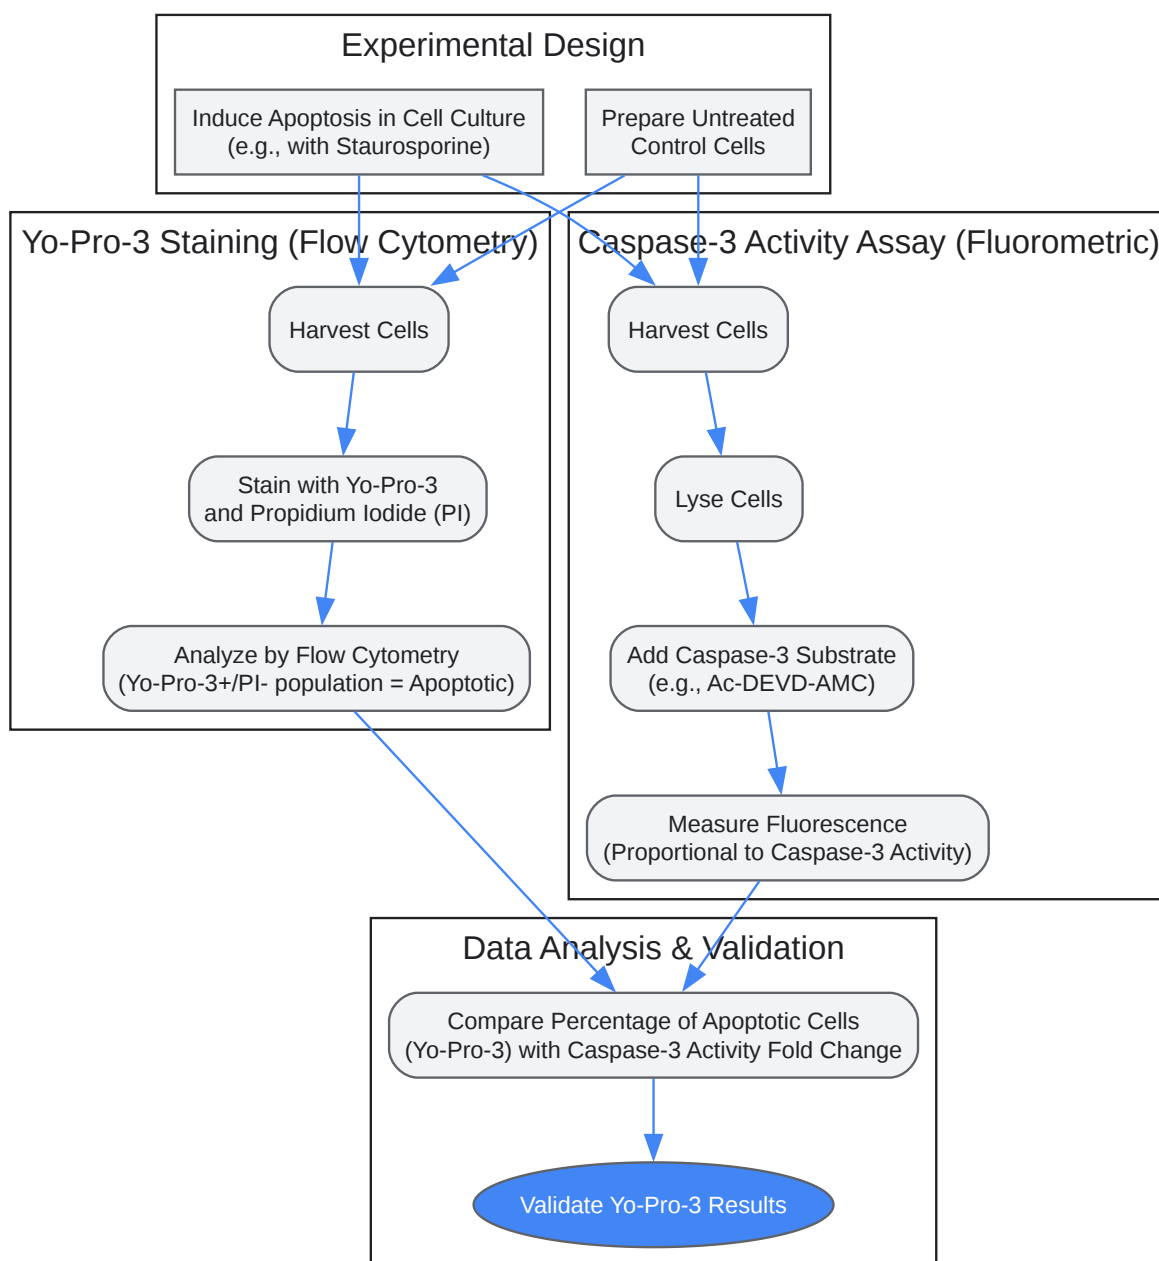 Experimental Design
Induce Apoptosis in Cell Culture
(e.g., with Staurosporine)
Prepare Untreated
Control Cells
Yo-Pro-3 Staining (Flow Cytometry)
Harvest Cells
Stain with Yo-Pro-3
and Propidium Iodide (PI)
Analyze by Flow Cytometry
(Yo-Pro-3+/PI- population = Apoptotic)
Caspase-3 Activity Assay (Fluorometric)
Harvest Cells
Lyse Cells
Add Caspase-3 Substrate
(e.g., Ac-DEVD-AMC)
Measure Fluorescence
(Proportional to Caspase-3 Activity)
Data Analysis & Validation
Compare Percentage of Apoptotic Cells
(Yo-Pro-3) with Caspase-3 Activity Fold Change
Validate Yo-Pro-3 Results